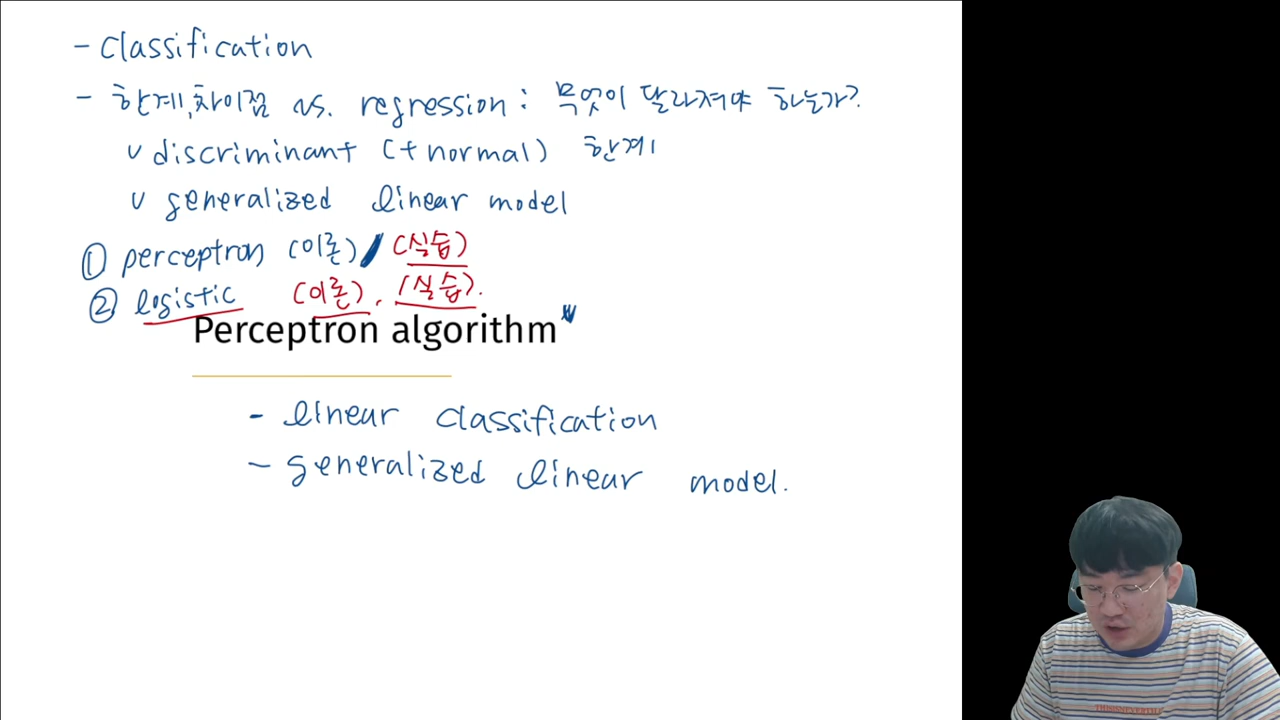 - classification
- 한계, 차이점 vs. regression : 무엇이 달라져야 하는가?
v discriminant (+ normal) 한계
v generalized linear model
① perceptron (이론) / (실습)
② logistic (이론), (실습).
Perceptron algorithm
- linear classification
- generalized linear model.